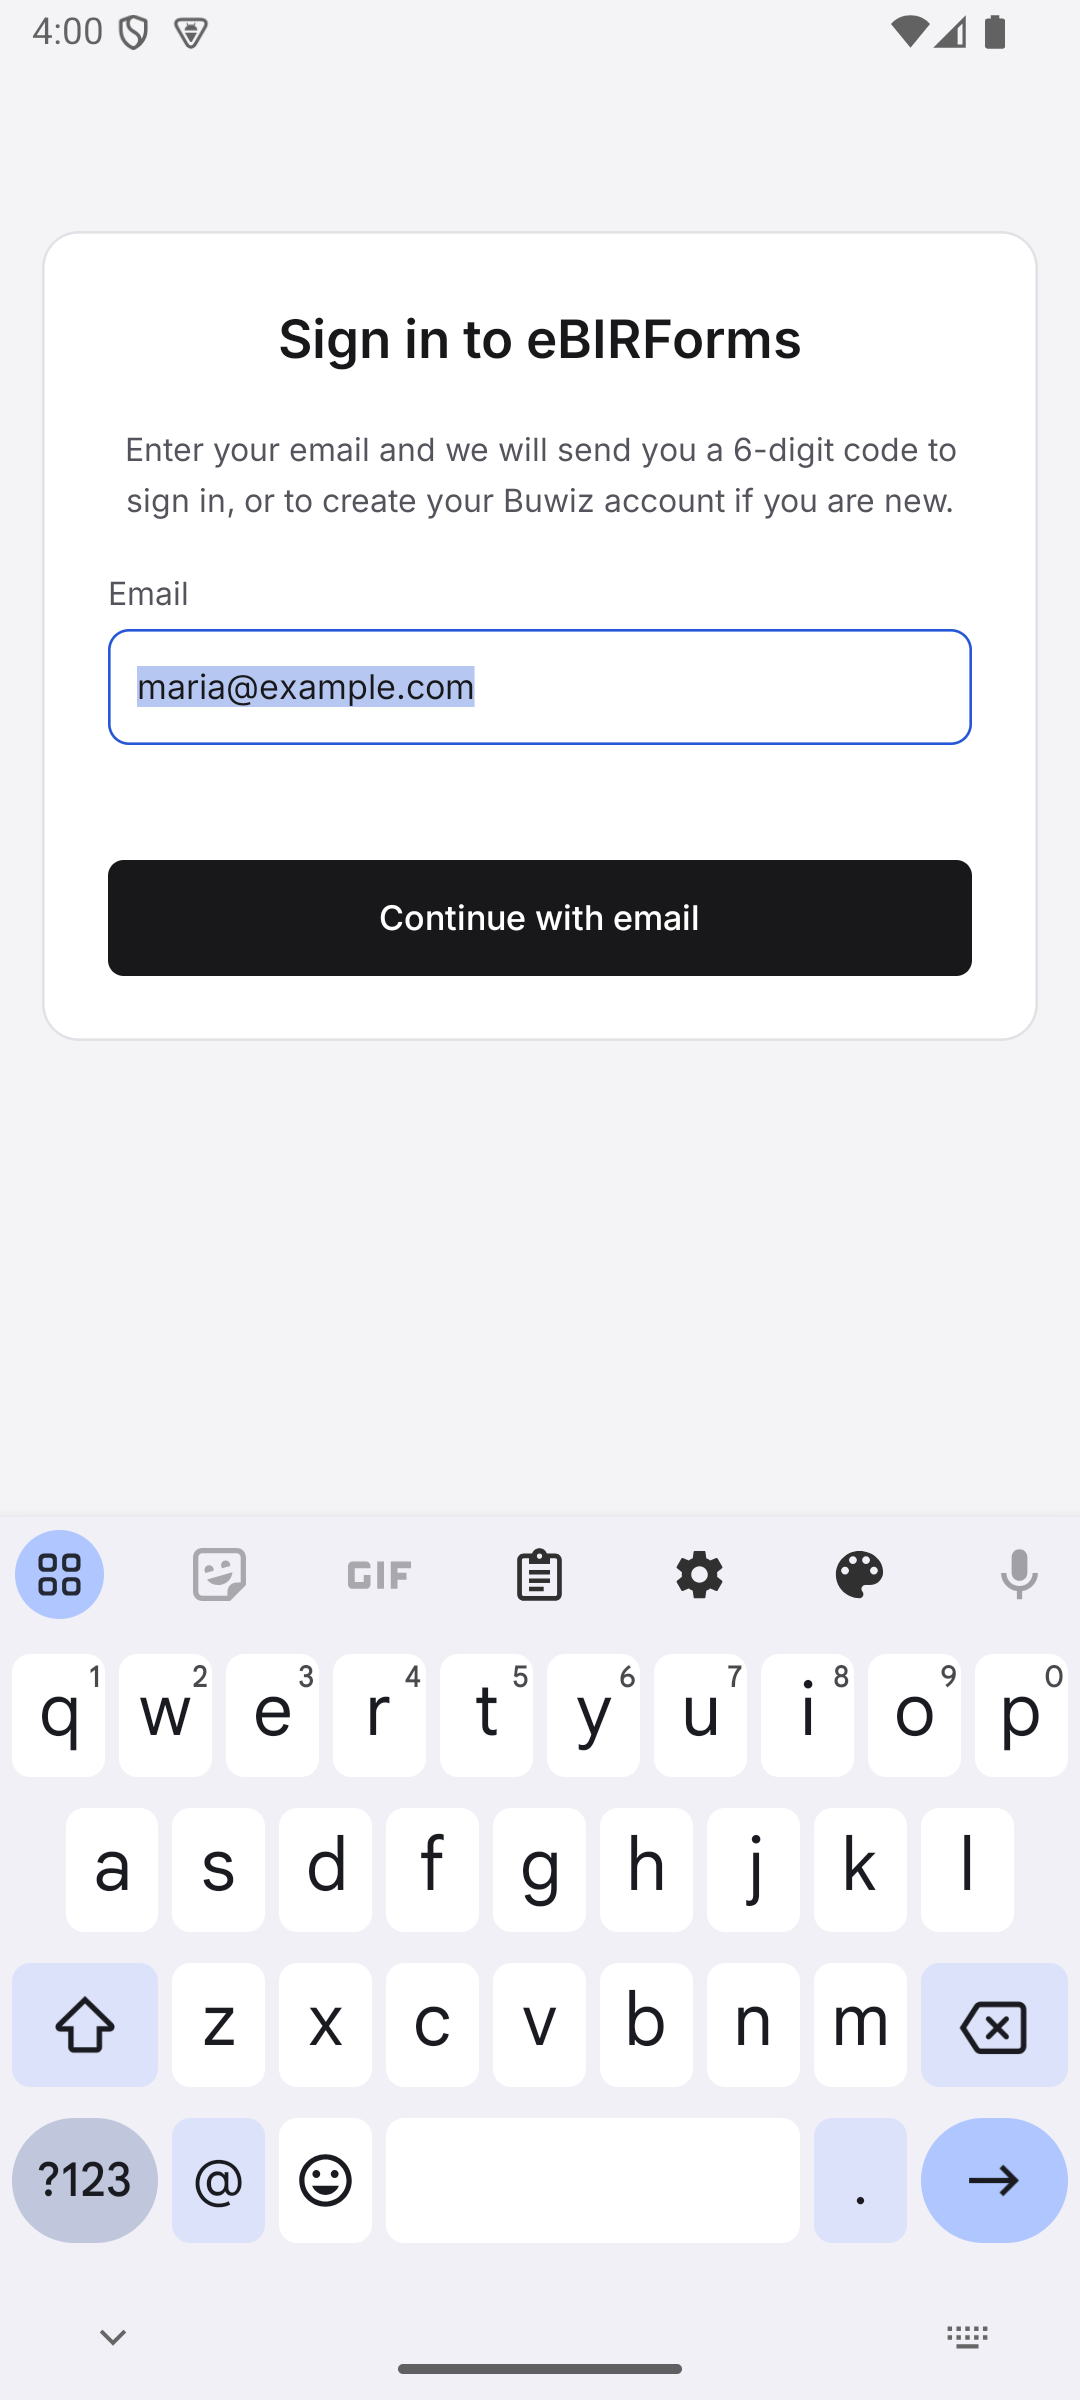 4:00
Sign in to eBIRForms
Enter your email and we will send you a 6-digit code to
sign in, or to create your Buwiz account if you are new.
Email
maria@example.com
Continue with email
GIF
q1 w2 e3 r4 t5 y6 u7 i8 o9 p0
a s d f g h j k l
z x c v b n m
?123 @ .